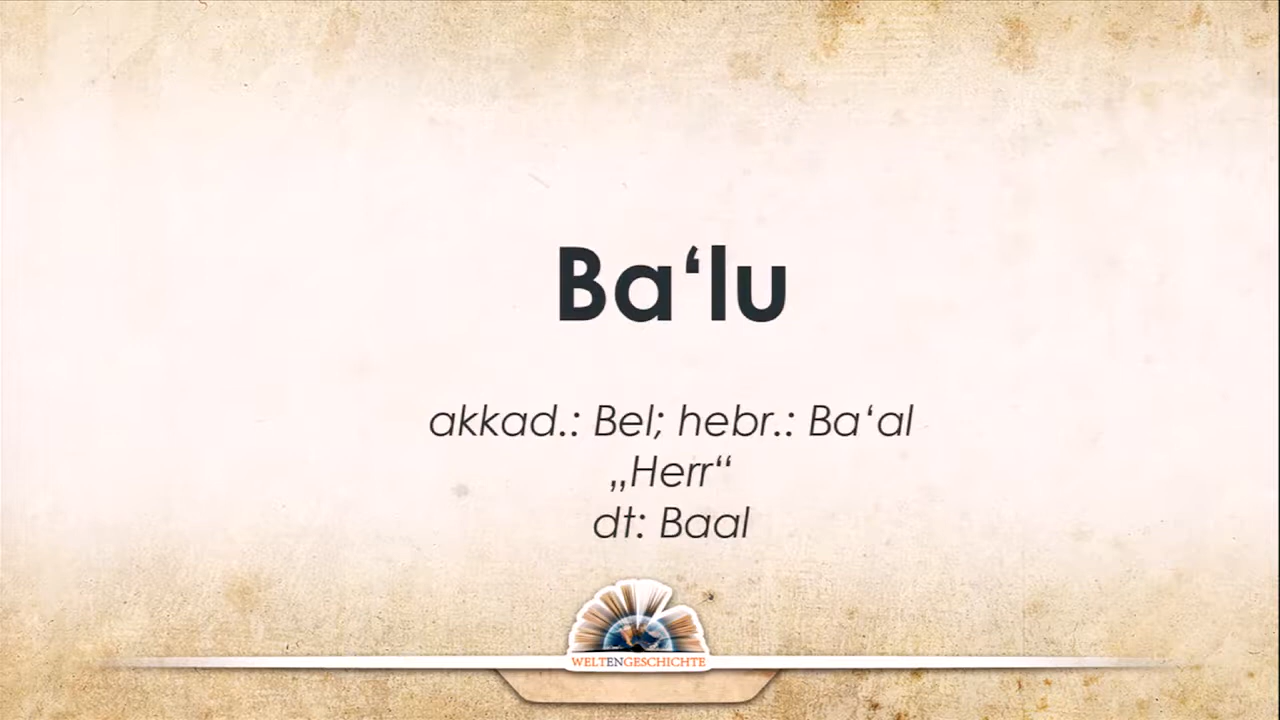 Ba‘lu
akkad.: Bel; hebr.: Ba‘al
„Herr“
dt: Baal
WELTENGESCHICHTE